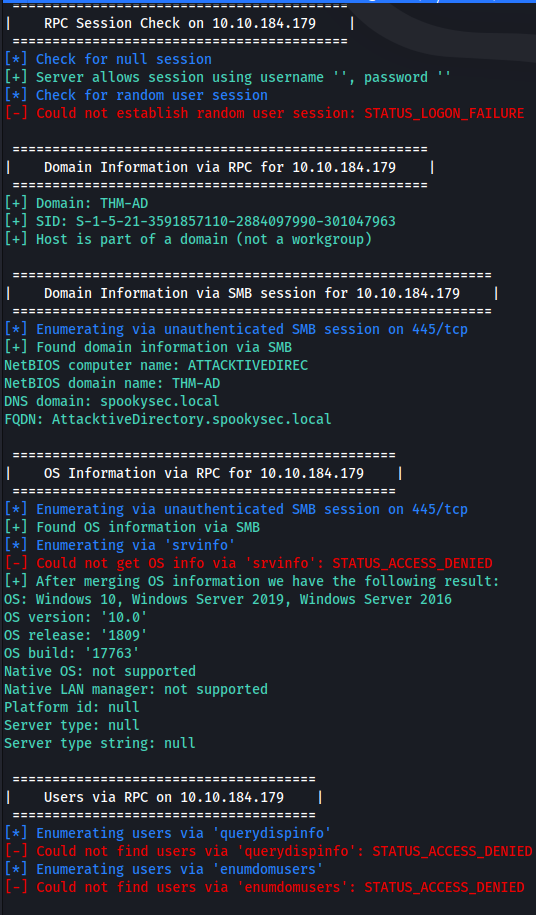 ================================================
|    RPC Session Check on 10.10.184.179    |
==========================================
[*] Check for null session
[+] Server allows session using username '', password ''
[*] Check for random user session
[-] Could not establish random user session: STATUS_LOGON_FAILURE
====================================================
|    Domain Information via RPC for 10.10.184.179    |
====================================================
[+] Domain: THM-AD
[+] SID: S-1-5-21-3591857110-2884097990-301047963
[+] Host is part of a domain (not a workgroup)
============================================================
|    Domain Information via SMB session for 10.10.184.179    |
============================================================
[*] Enumerating via unauthenticated SMB session on 445/tcp
[+] Found domain information via SMB
NetBIOS computer name: ATTACKTIVEDIREC
NetBIOS domain name: THM-AD
DNS domain: spookysec.local
FQDN: AttacktiveDirectory.spookysec.local
================================================
|    OS Information via RPC for 10.10.184.179    |
================================================
[*] Enumerating via unauthenticated SMB session on 445/tcp
[+] Found OS information via SMB
[*] Enumerating via 'srvinfo'
[-] Could not get OS info via 'srvinfo': STATUS_ACCESS_DENIED
[+] After merging OS information we have the following result:
OS: Windows 10, Windows Server 2019, Windows Server 2016
OS version: '10.0'
OS release: '1809'
OS build: '17763'
Native OS: not supported
Native LAN manager: not supported
Platform id: null
Server type: null
Server type string: null
======================================
|    Users via RPC on 10.10.184.179    |
======================================
[*] Enumerating users via 'querydispinfo'
[-] Could not find users via 'querydispinfo': STATUS_ACCESS_DENIED
[*] Enumerating users via 'enumdomusers'
[-] Could not find users via 'enumdomusers': STATUS_ACCESS_DENIED